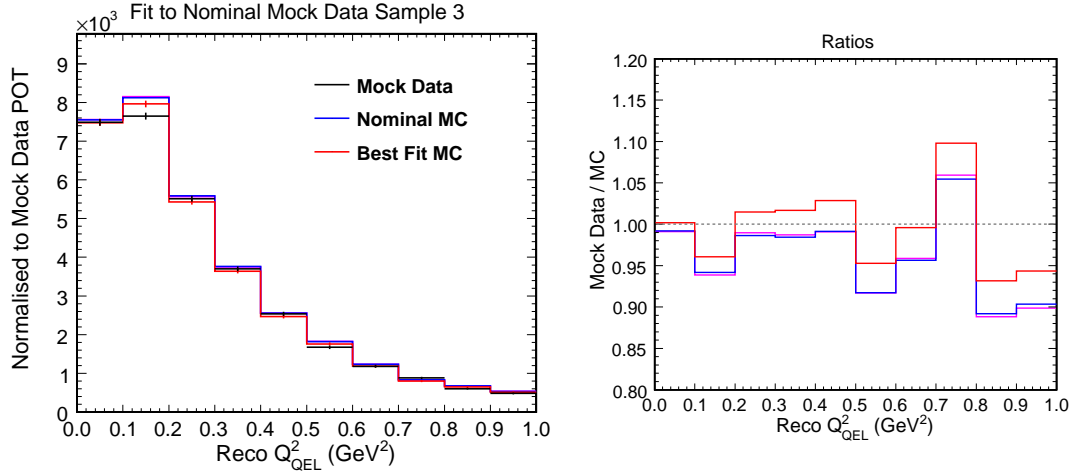 Fit to Nominal Mock Data Sample 3
×10³
Normalised to Mock Data POT
9
8
7
6
5
4
3
2
1
0
Mock Data
Nominal MC
Best Fit MC
0.0 0.1 0.2 0.3 0.4 0.5 0.6 0.7 0.8 0.9 1.0
Reco Q²QEL (GeV²)
Ratios
Mock Data / MC
1.20
1.15
1.10
1.05
1.00
0.95
0.90
0.85
0.80
0.0 0.1 0.2 0.3 0.4 0.5 0.6 0.7 0.8 0.9 1.0
Reco Q²QEL (GeV²)